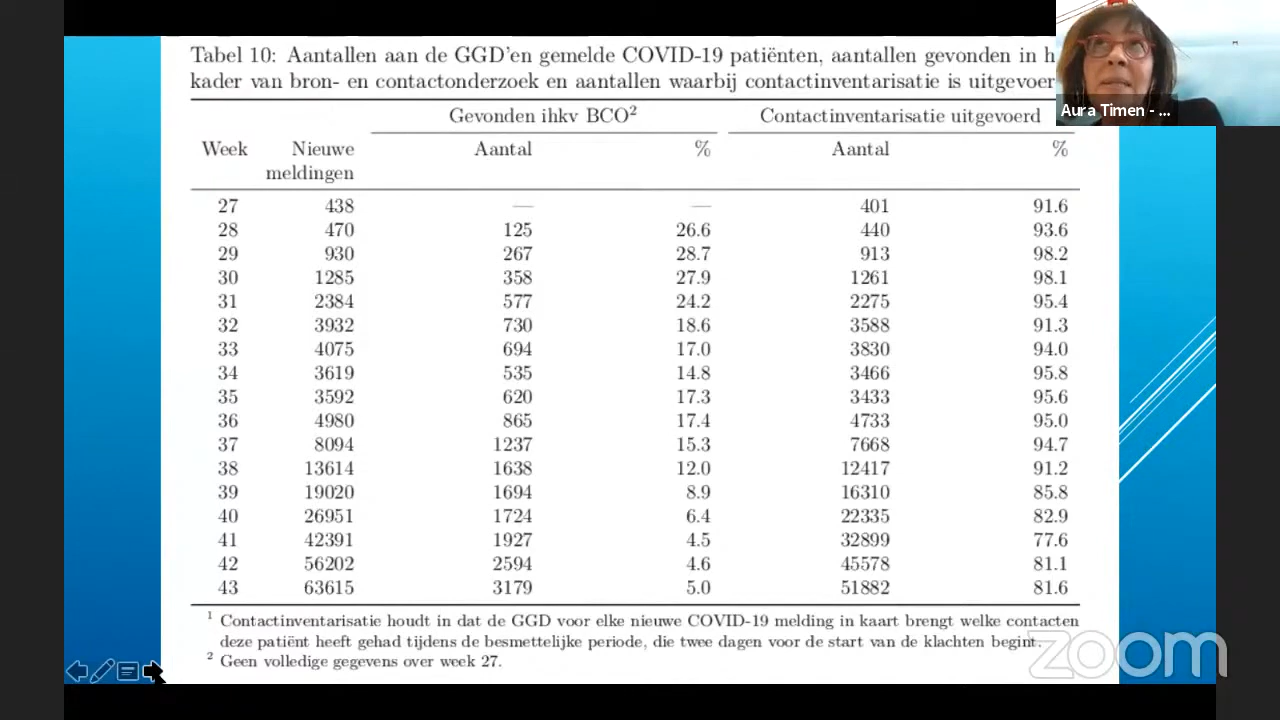 Tabel 10: Aantallen aan de GGD'en gemelde COVID-19 patiënten, aantallen gevonden in h
kader van bron- en contactonderzoek en aantallen waarbij contactinventarisatie is uitgevoer
Gevonden ihkv BCO² Contactinventarisatie uitgevoerd
Week Nieuwe meldingen Aantal % Aantal %
27 438 — — 401 91.6
28 470 125 26.6 440 93.6
29 930 267 28.7 913 98.2
30 1285 358 27.9 1261 98.1
31 2384 577 24.2 2275 95.4
32 3932 730 18.6 3588 91.3
33 4075 694 17.0 3830 94.0
34 3619 535 14.8 3466 95.8
35 3592 620 17.3 3433 95.6
36 4980 865 17.4 4733 95.0
37 8094 1237 15.3 7668 94.7
38 13614 1638 12.0 12417 91.2
39 19020 1694 8.9 16310 85.8
40 26951 1724 6.4 22335 82.9
41 42391 1927 4.5 32899 77.6
42 56202 2594 4.6 45578 81.1
43 63615 3179 5.0 51882 81.6
¹ Contactinventarisatie houdt in dat de GGD voor elke nieuwe COVID-19 melding in kaart brengt welke contacten
deze patiënt heeft gehad tijdens de besmettelijke periode, die twee dagen voor de start van de klachten begint.
² Geen volledige gegevens over week 27.
Aura Timen - ...
zoom